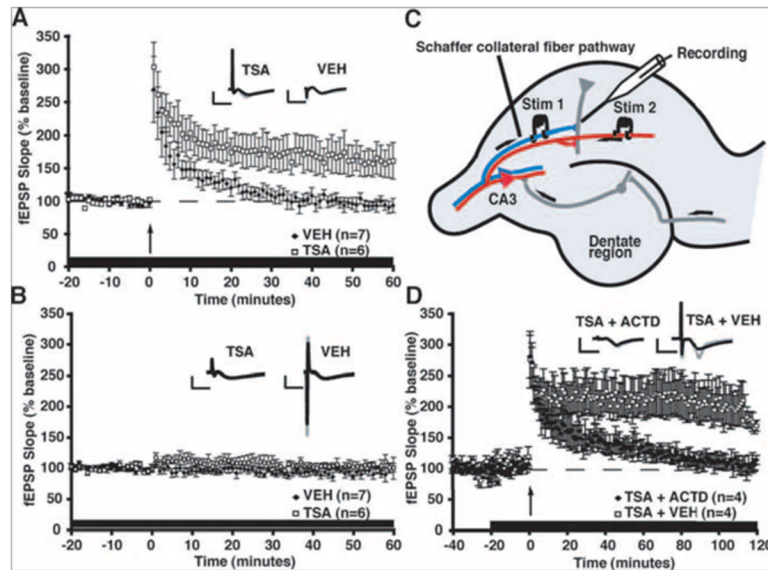 A
fEPSP Slope (% baseline)
350
300
250
200
150
100
50
0
TSA
VEH
VEH (n=7)
TSA (n=6)
-20 -10 0 10 20 30 40 50 60
Time (minutes)
B
fEPSP Slope (% baseline)
350
300
250
200
150
100
50
0
TSA
VEH
VEH (n=7)
TSA (n=6)
-20 -10 0 10 20 30 40 50 60
Time (minutes)
C
Schaffer collateral fiber pathway
Recording
Stim 1
Stim 2
CA3
Dentate
region
D
fEPSP Slope (% baseline)
350
300
250
200
150
100
50
0
TSA + ACTD
TSA + VEH
TSA + ACTD (n=4)
TSA + VEH (n=4)
-40 -20 0 20 40 60 80 100 120
Time (minutes)